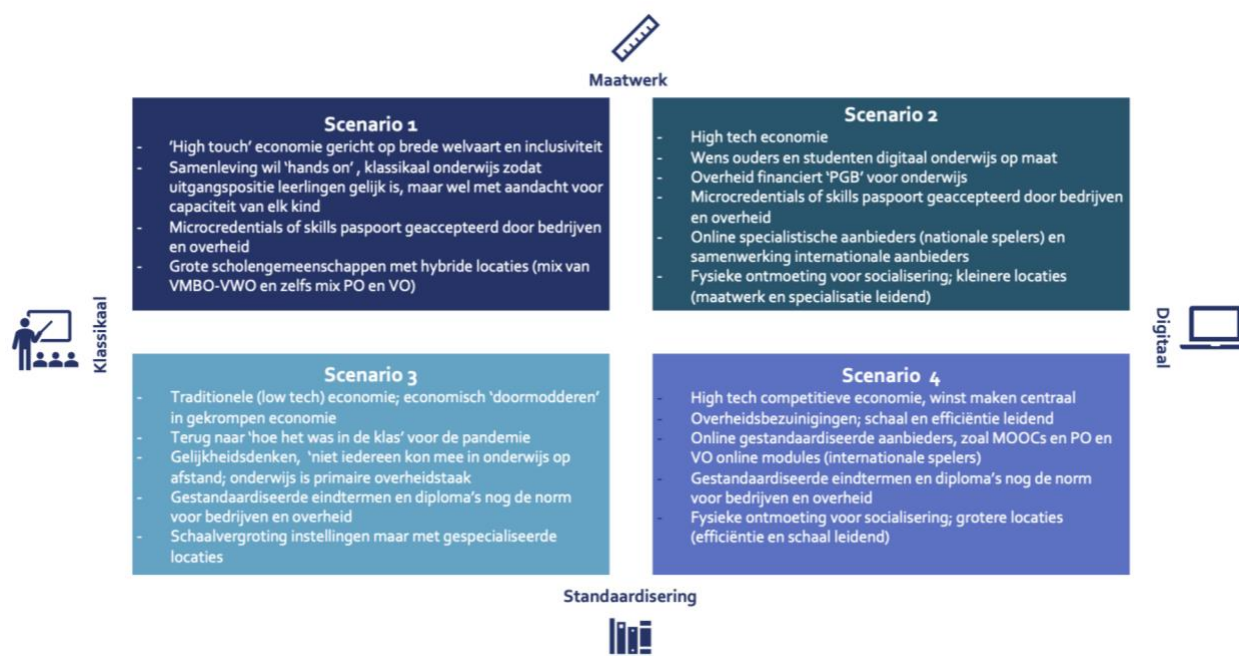 Maatwerk
Scenario 1
- 'High touch' economie gericht op brede welvaart en inclusiviteit
- Samenleving wil 'hands on' , klassikaal onderwijs zodat
uitgangspositie leerlingen gelijk is, maar wel met aandacht voor
capaciteit van elk kind
- Microcredentials of skills paspoort geaccepteerd door bedrijven
en overheid
- Grote scholengemeenschappen met hybride locaties (mix van
VMBO-VWO en zelfs mix PO en VO)
Scenario 2
- High tech economie
- Wens ouders en studenten digitaal onderwijs op maat
- Overheid financiert 'PGB' voor onderwijs
- Microcredentials of skills paspoort geaccepteerd door bedrijven
en overheid
- Online specialistische aanbieders (nationale spelers) en
samenwerking internationale aanbieders
- Fysieke ontmoeting voor socialisering; kleinere locaties
(maatwerk en specialisatie leidend)
Klassikaal
Digitaal
Scenario 3
- Traditionele (low tech) economie; economisch 'doormodderen'
in gekrompen economie
- Terug naar 'hoe het was in de klas' voor de pandemie
- Gelijkheidsdenken, 'niet iedereen kon mee in onderwijs op
afstand; onderwijs is primaire overheidstaak
- Gestandaardiseerde eindtermen en diploma's nog de norm
voor bedrijven en overheid
- Schaalvergroting instellingen maar met gespecialiseerde
locaties
Scenario 4
- High tech competitieve economie, winst maken centraal
- Overheidsbezuinigingen; schaal en efficiëntie leidend
- Online gestandaardiseerde aanbieders, zoal MOOCs en PO en
VO online modules (internationale spelers)
- Gestandaardiseerde eindtermen en diploma's nog de norm
voor bedrijven en overheid
- Fysieke ontmoeting voor socialisering; grotere locaties
(efficiëntie en schaal leidend)
Standaardisering